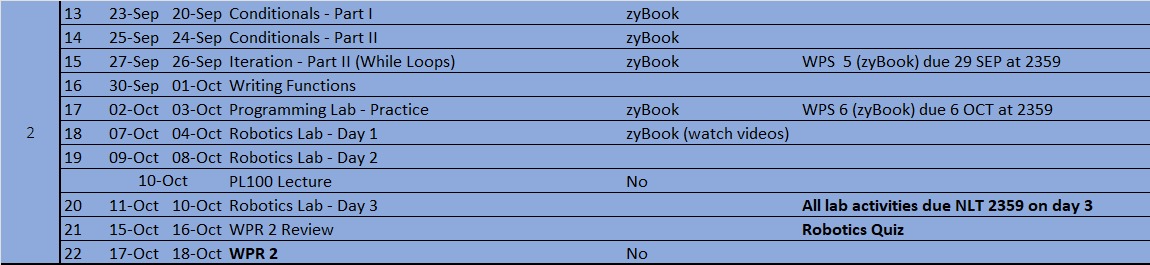 13 23-Sep 20-Sep Conditionals - Part I zyBook
14 25-Sep 24-Sep Conditionals - Part II zyBook
15 27-Sep 26-Sep Iteration - Part II (While Loops) zyBook WPS 5 (zyBook) due 29 SEP at 2359
16 30-Sep 01-Oct Writing Functions
17 02-Oct 03-Oct Programming Lab - Practice zyBook WPS 6 (zyBook) due 6 OCT at 2359
2 18 07-Oct 04-Oct Robotics Lab - Day 1 zyBook (watch videos)
19 09-Oct 08-Oct Robotics Lab - Day 2
10-Oct PL100 Lecture No
20 11-Oct 10-Oct Robotics Lab - Day 3 All lab activities due NLT 2359 on day 3
21 15-Oct 16-Oct WPR 2 Review Robotics Quiz
22 17-Oct 18-Oct WPR 2 No